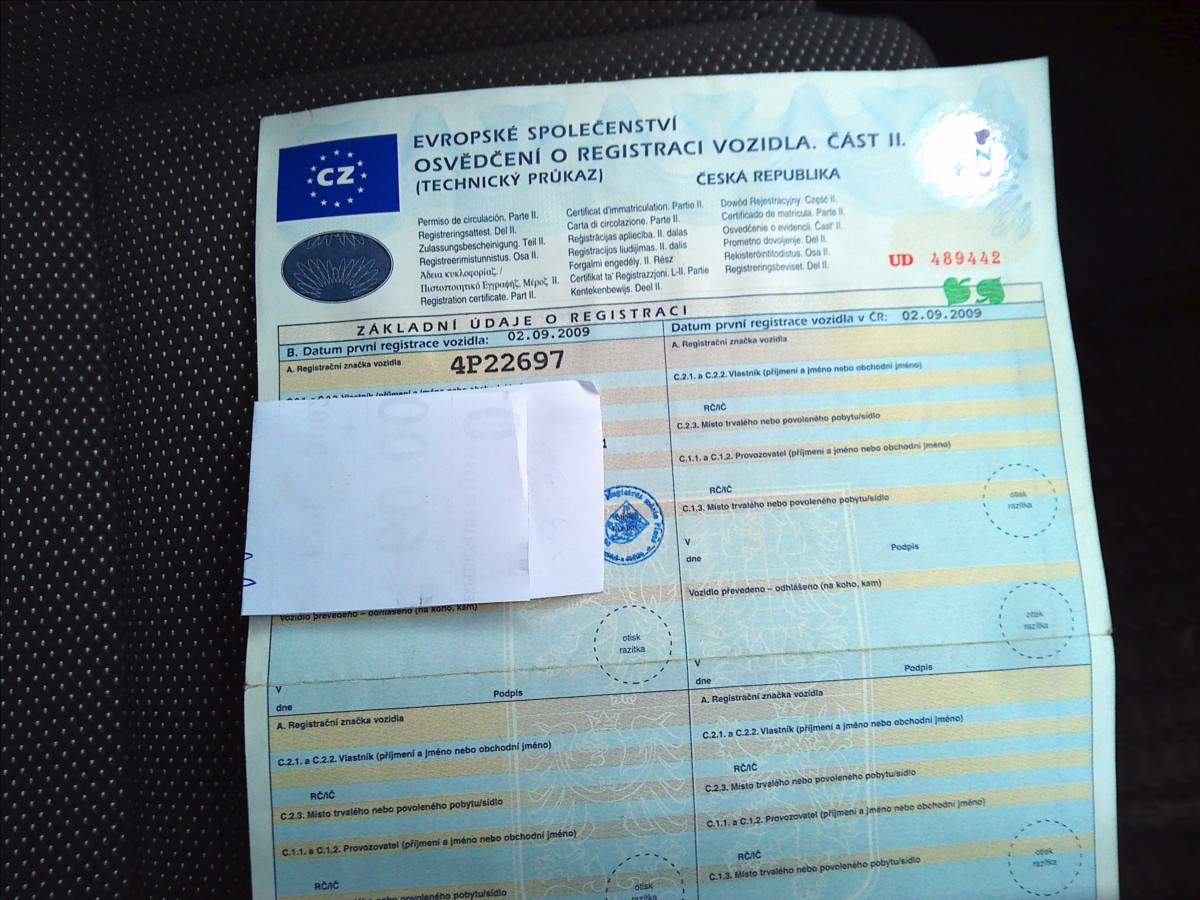 CZ
EVROPSKÉ SPOLEČENSTVÍ
OSVĚDČENÍ O REGISTRACI VOZIDLA. ČÁST II.
(TECHNICKÝ PRŮKAZ)
ČESKÁ REPUBLIKA
Permiso de circulación. Parte II.
Registreringsattest. Del II.
Zulassungsbescheinigung. Teil II.
Registreerimistunnistus. Osa II.
Άδεια κυκλοφορίας. /
Πιστοποιητικό Εγγραφής. Μέρος II.
Registration certificate. Part II.
Certificat d'immatriculation. Partie II.
Carta di circolazione. Parte II.
Reģistrācijas apliecība. II. dalas
Registracijos liudijimas. II. dalis
Forgalmi engedély. II. Rész
Certifikat ta' Registrazzjoni. L-II. Partie
Kentekenbewijs. Deel II.
Dowód Rejestracyjny. Część II.
Certificado de matrícula. Parte II.
Osvedčenie o evidencii. Časť II.
Prometno dovoljenje. Del II.
Rekisteröintitodistus. Osa II.
Registreringsbeviset. Del II.
UD 489442
ZÁKLADNÍ ÚDAJE O REGISTRACI
B. Datum první registrace vozidla: 02.09.2009
Datum první registrace vozidla v ČR: 02.09.2009
A. Registrační značka vozidla
4P22697
1
Vozidlo převedeno – odhlášeno (na koho, kam)
otisk
razítka
V
dne
Podpis
A. Registrační značka vozidla
C.2.1. a C.2.2. Vlastník (příjmení a jméno nebo obchodní jméno)
RČ/IČ
C.2.3. Místo trvalého nebo povoleného pobytu/sídlo
C.1.1. a C.1.2. Provozovatel (příjmení a jméno nebo obchodní jméno)
RČ/IČ
C.1.3. Místo trvalého nebo povoleného pobytu/sídlo
otisk
razítka
V
dne
Podpis
Vozidlo převedeno – odhlášeno (na koho, kam)
otisk
razítka
V
dne
Podpis
A. Registrační značka vozidla
C.2.1. a C.2.2. Vlastník (příjmení a jméno nebo obchodní jméno)
RČ/IČ
C.2.3. Místo trvalého nebo povoleného pobytu/sídlo
C.1.1. a C.1.2. Provozovatel (příjmení a jméno nebo obchodní jméno)
RČ/IČ
C.1.3. Místo trvalého nebo povoleného pobytu/sídlo
otisk
razítka
A. Registrační značka vozidla
C.2.1. a C.2.2. Vlastník (příjmení a jméno nebo obchodní jméno)
RČ/IČ
C.2.3. Místo trvalého nebo povoleného pobytu/sídlo
C.1.1. a C.1.2. Provozovatel (příjmení a jméno nebo obchodní jméno)
RČ/IČ
C.1.3. Místo trvalého nebo povoleného pobytu/sídlo
otisk
razítka